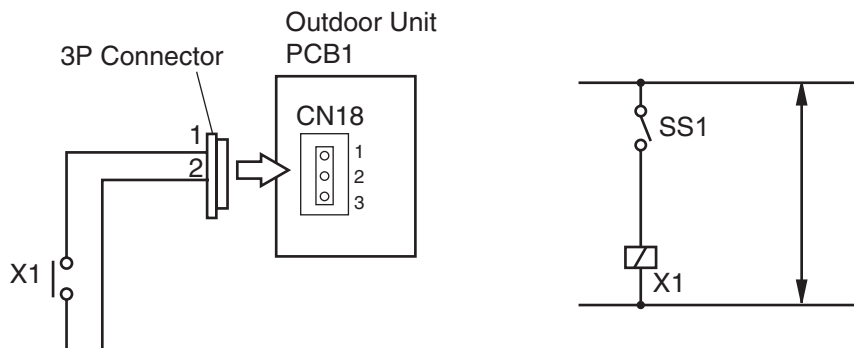 Outdoor Unit
PCB1
3P Connector
CN18
1
2
1
2
3
X1
SS1
X1